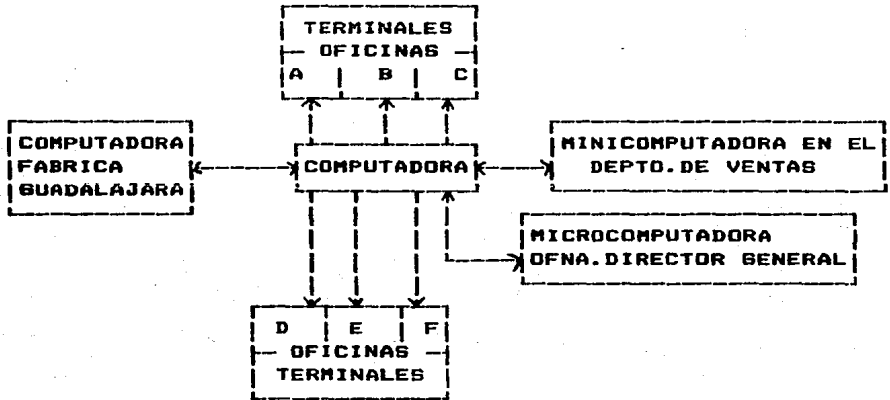 TERMINALES
OFICINAS
A B C
COMPUTADORA
FABRICA
GUADALAJARA
COMPUTADORA
MINICOMPUTADORA EN EL
DEPTO.DE VENTAS
MICROCOMPUTADORA
OFNA.DIRECTOR GENERAL
D E F
OFICINAS
TERMINALES